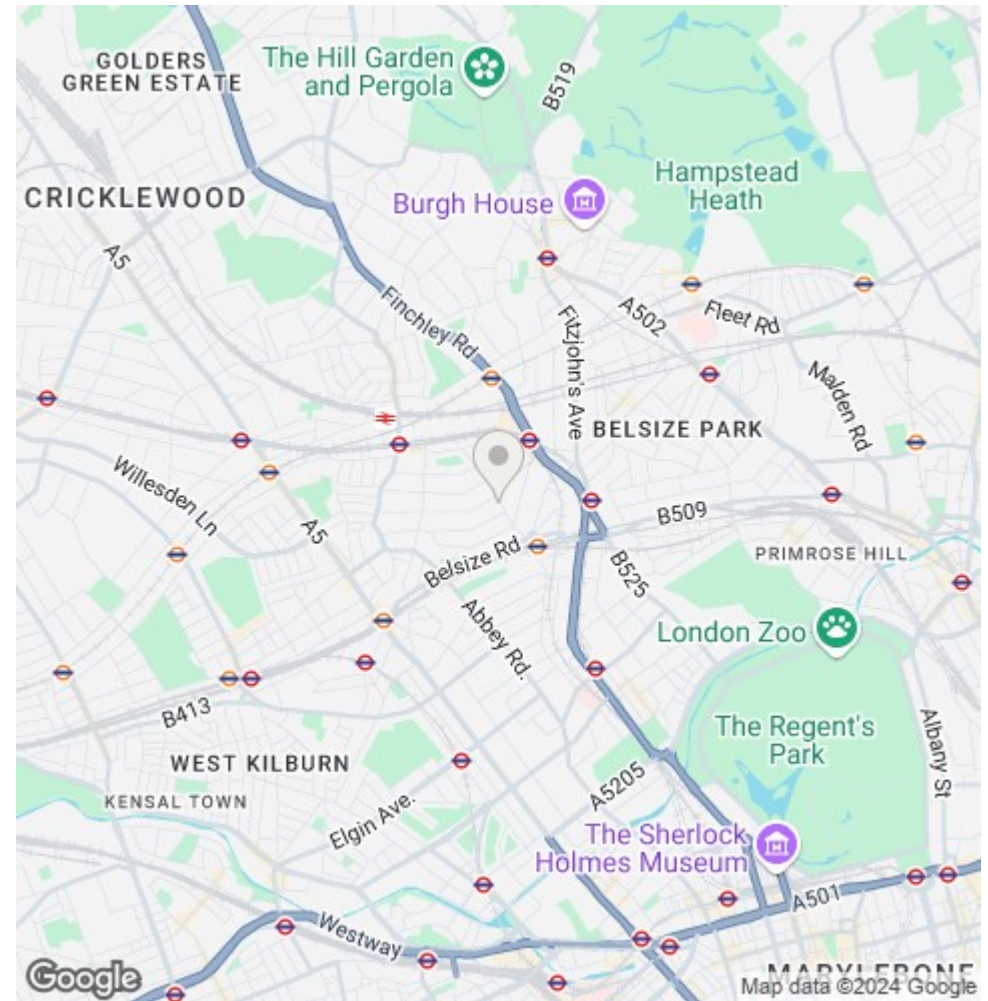 GOLDERS
GREEN ESTATE
The Hill Garden
and Pergola
B519
Hampstead
Heath
CRICKLEWOOD
Burgh House
A5
Finchley Rd
Fitzjohn's Ave
A502
Fleet Rd
Malden Rd
BELSIZE PARK
Willesden Ln
A5
B509
Belsize Rd
B525
PRIMROSE HILL
Abbey Rd.
London Zoo
B413
The Regent's
Park
Albany St
WEST KILBURN
KENSAL TOWN
Elgin Ave.
A5205
The Sherlock
Holmes Museum
A501
Westway
MARYLEBONE
Google
Map data ©2024 Google